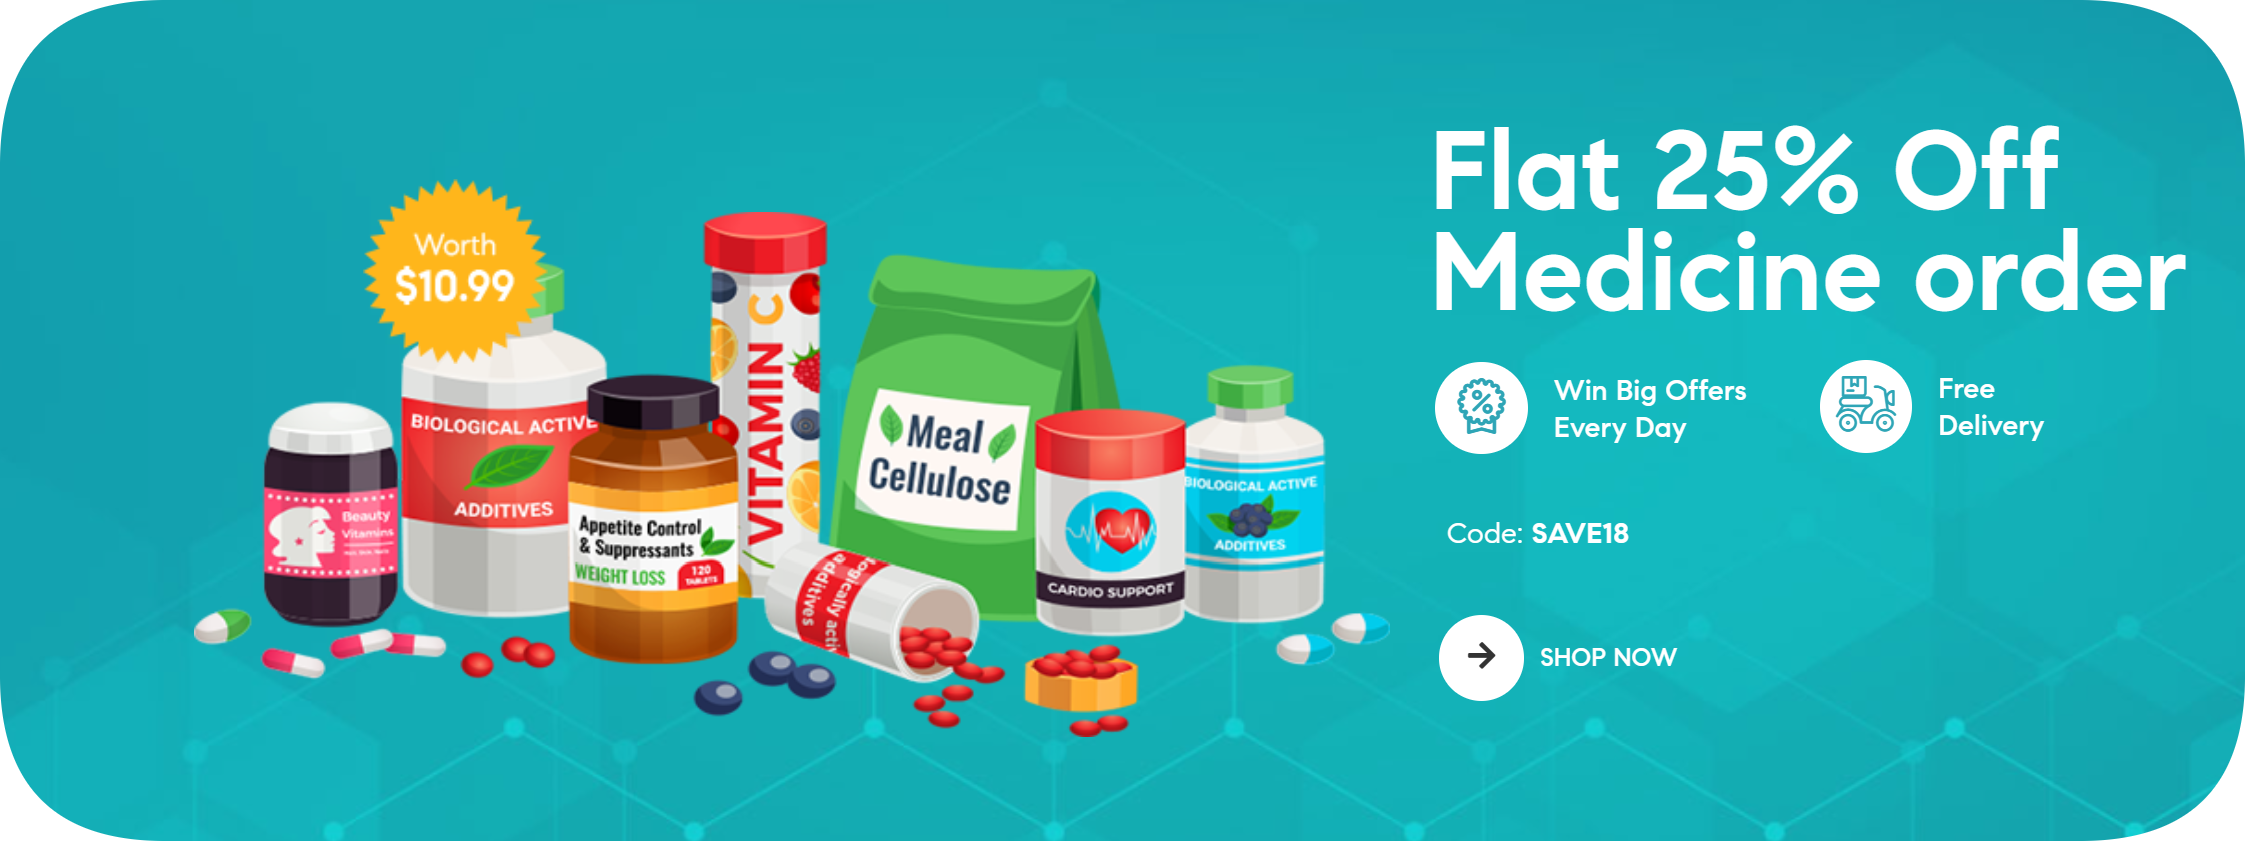 Flat 25% Off
Medicine order
Win Big Offers
Every Day
Free
Delivery
Code: SAVE18
SHOP NOW
Worth
$10.99
Beauty
Vitamins
BIOLOGICAL ACTIVE
ADDITIVES
Appetite Control
& Suppressants
WEIGHT LOSS
120
TABLETS
VITAMIN C
logically acti
additives
Meal
Cellulose
CARDIO SUPPORT
BIOLOGICAL ACTIVE
ADDITIVES